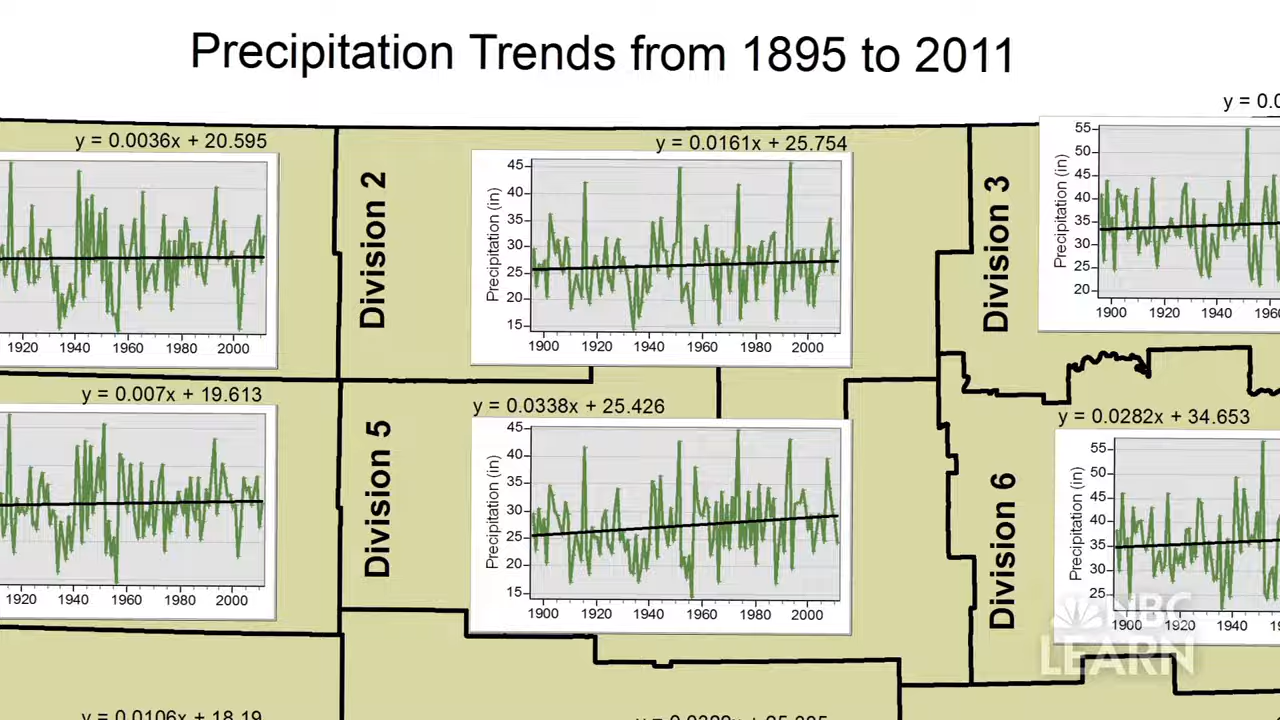 Precipitation Trends from 1895 to 2011
y = 0.0
y = 0.0036x + 20.595
1920 1940 1960 1980 2000
Division 2
y = 0.0161x + 25.754
Precipitation (in)
45
40
35
30
25
20
15
1900 1920 1940 1960 1980 2000
Division 3
Precipitation (in)
55
50
45
40
35
30
25
20
1900 1920 1940 1960
y = 0.007x + 19.613
1920 1940 1960 1980 2000
Division 5
y = 0.0338x + 25.426
Precipitation (in)
45
40
35
30
25
20
15
1900 1920 1940 1960 1980 2000
Division 6
y = 0.0282x + 34.653
Precipitation (in)
55
50
45
40
35
30
25
1900 1920 1940
NBC
LEARN
y = 0.0106x + 18.19